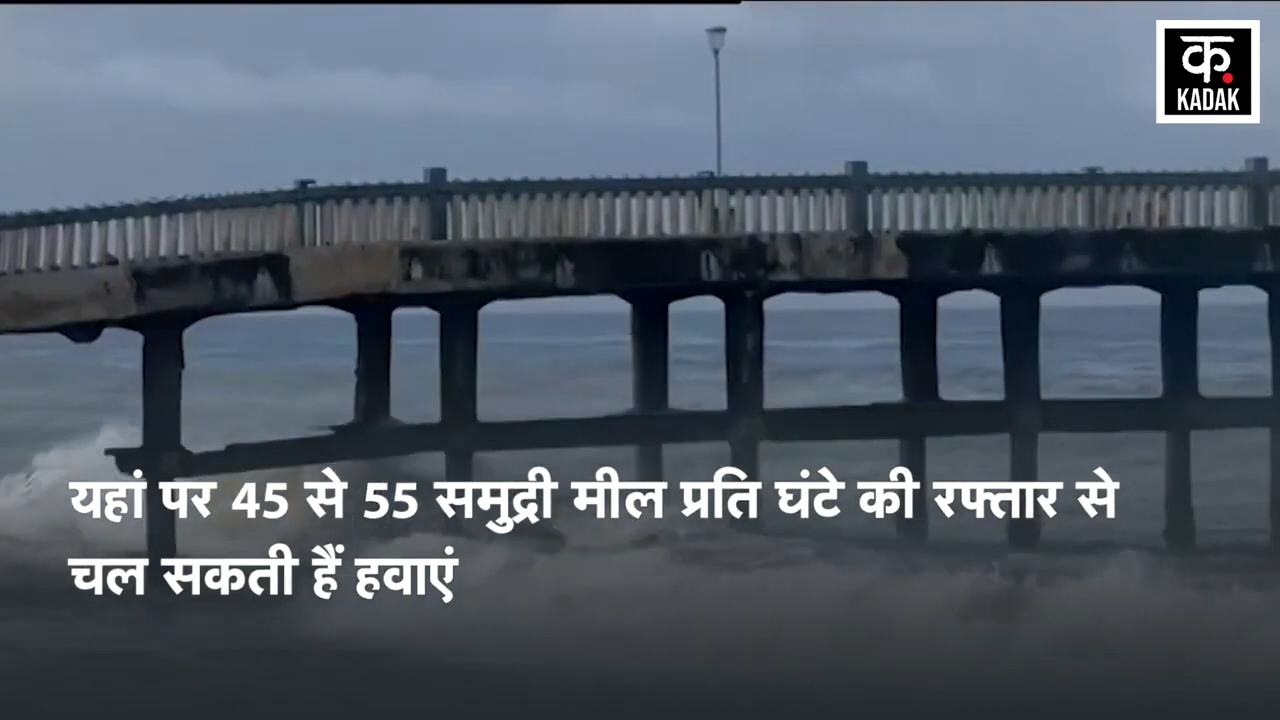 क.
KADAK
यहां पर 45 से 55 समुद्री मील प्रति घंटे की रफ्तार से
चल सकती हैं हवाएं